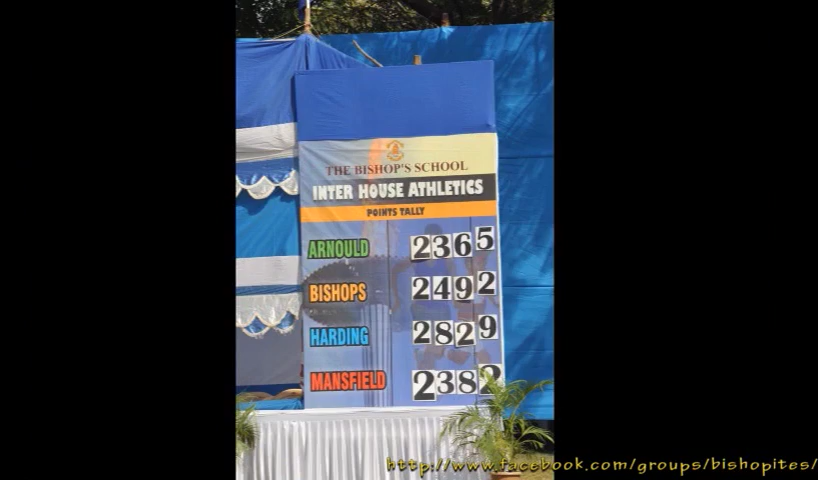 THE BISHOP'S SCHOOL
INTER HOUSE ATHLETICS
POINTS TALLY
ARNOULD 2365
BISHOPS 2492
HARDING 2829
MANSFIELD 2382
http://www.facebook.com/groups/bishopites/